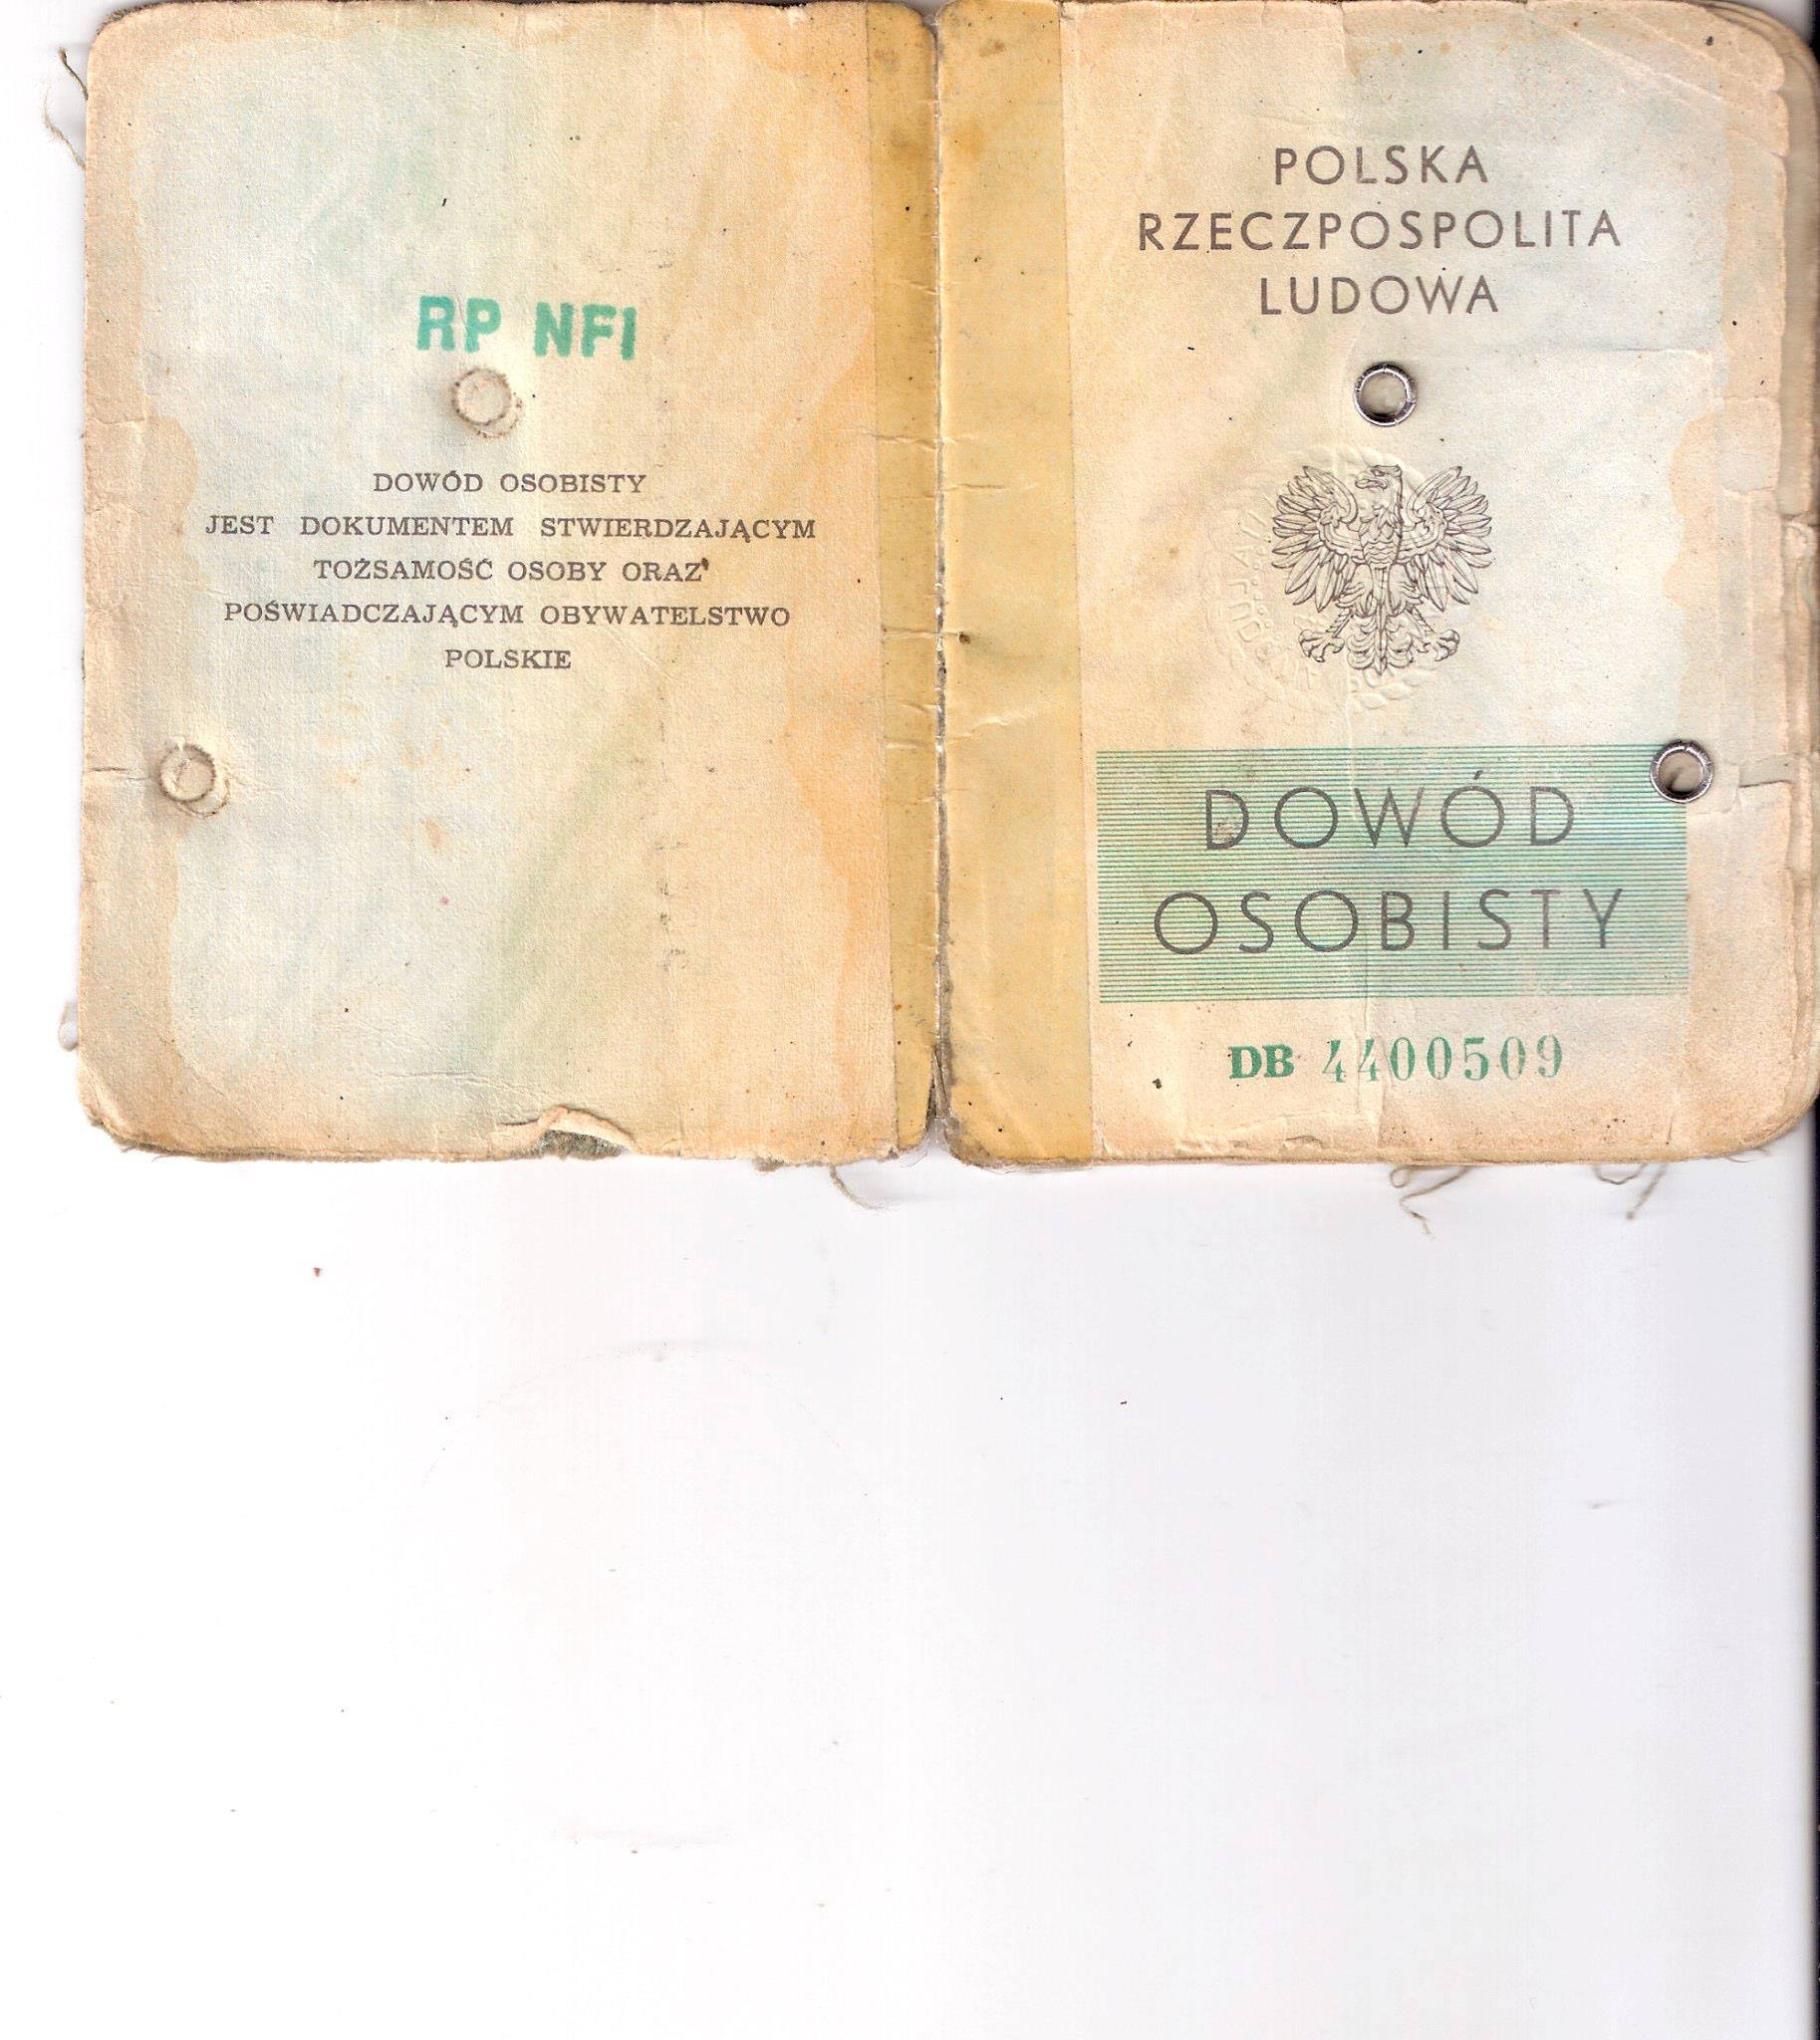 RP NFI
DOWÓD OSOBISTY
JEST DOKUMENTEM STWIERDZAJĄCYM
TOŻSAMOŚĆ OSOBY ORAZ
POŚWIADCZAJĄCYM OBYWATELSTWO
POLSKIE
POLSKA
RZECZPOSPOLITA
LUDOWA
DOWÓD
OSOBISTY
DB 4400509